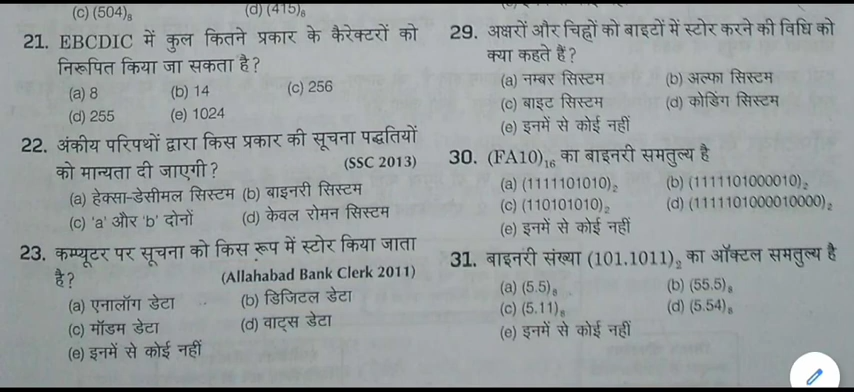 (c) (504)₈ (d) (415)₈
21. EBCDIC में कुल कितने प्रकार के कैरेक्टरों को
निरूपित किया जा सकता है?
(a) 8 (b) 14 (c) 256
(d) 255 (e) 1024
22. अंकीय परिपथों द्वारा किस प्रकार की सूचना पद्धतियों
को मान्यता दी जाएगी? (SSC 2013)
(a) हेक्सा-डेसीमल सिस्टम (b) बाइनरी सिस्टम
(c) 'a' और 'b' दोनों (d) केवल रोमन सिस्टम
23. कम्प्यूटर पर सूचना को किस रूप में स्टोर किया जाता
है? (Allahabad Bank Clerk 2011)
(a) एनालॉग डेटा (b) डिजिटल डेटा
(c) मॉडम डेटा (d) वाट्स डेटा
(e) इनमें से कोई नहीं
29. अक्षरों और चिह्नों को बाइटों में स्टोर करने की विधि को
क्या कहते हैं?
(a) नम्बर सिस्टम (b) अल्फा सिस्टम
(c) बाइट सिस्टम (d) कोडिंग सिस्टम
(e) इनमें से कोई नहीं
30. (FA10)₁₆ का बाइनरी समतुल्य है
(a) (1111101010)₂ (b) (1111101000010)₂
(c) (110101010)₂ (d) (1111101000010000)₂
(e) इनमें से कोई नहीं
31. बाइनरी संख्या (101.1011)₂ का ऑक्टल समतुल्य है
(a) (5.5)₈ (b) (55.5)₈
(c) (5.11)₈ (d) (5.54)₈
(e) इनमें से कोई नहीं